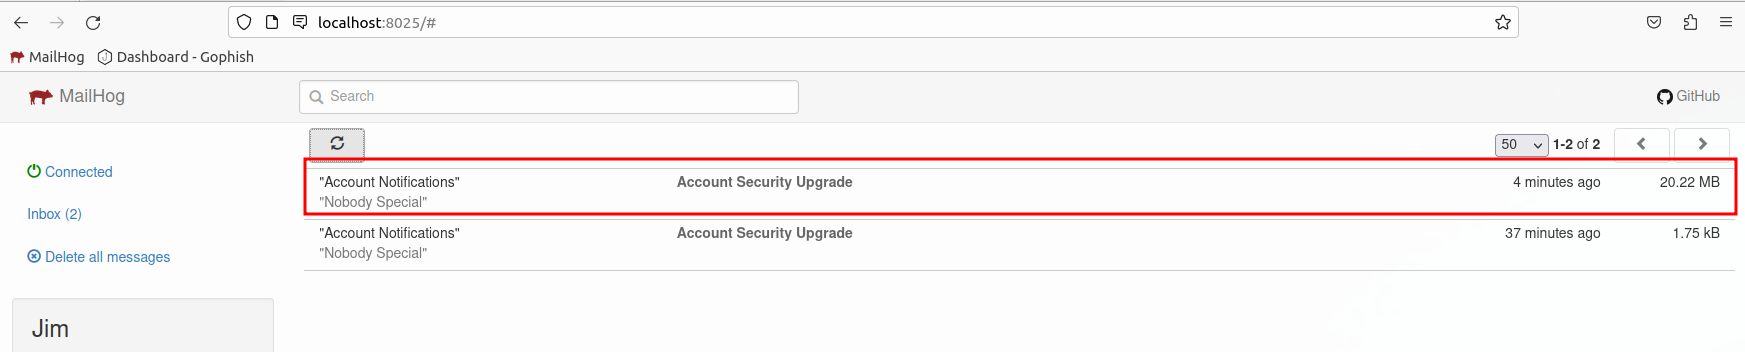 localhost:8025/#
MailHog Dashboard - Gophish
MailHog Search GitHub
50 1-2 of 2
Connected
"Account Notifications" Account Security Upgrade 4 minutes ago 20.22 MB
"Nobody Special"
Inbox (2)
"Account Notifications" Account Security Upgrade 37 minutes ago 1.75 kB
"Nobody Special"
Delete all messages
Jim